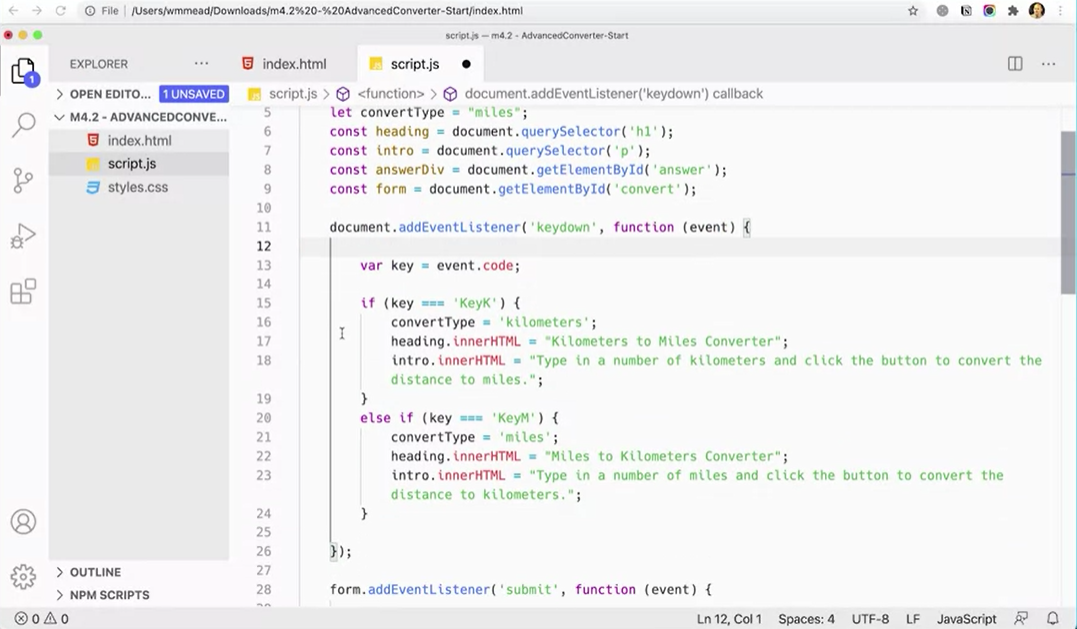 File /Users/wmmead/Downloads/m4.2%20-%20AdvancedConverter-Start/index.html
script.js — m4.2 - AdvancedConverter-Start
EXPLORER ··· index.html script.js ● ···
1
OPEN EDITO... 1 UNSAVED script.js > <function> > document.addEventListener('keydown') callback
M4.2 - ADVANCEDCONVE...
index.html
script.js
styles.css
5 let convertType = "miles";
6 const heading = document.querySelector('h1');
7 const intro = document.querySelector('p');
8 const answerDiv = document.getElementById('answer');
9 const form = document.getElementById('convert');
10
11 document.addEventListener('keydown', function (event) {
12
13 var key = event.code;
14
15 if (key === 'KeyK') {
16 convertType = 'kilometers';
17 heading.innerHTML = "Kilometers to Miles Converter";
18 intro.innerHTML = "Type in a number of kilometers and click the button to convert the
distance to miles.";
19 }
20 else if (key === 'KeyM') {
21 convertType = 'miles';
22 heading.innerHTML = "Miles to Kilometers Converter";
23 intro.innerHTML = "Type in a number of miles and click the button to convert the
distance to kilometers.";
24 }
25
26 });
27
28 form.addEventListener('submit', function (event) {
OUTLINE
NPM SCRIPTS
0 0 Ln 12, Col 1 Spaces: 4 UTF-8 LF JavaScript